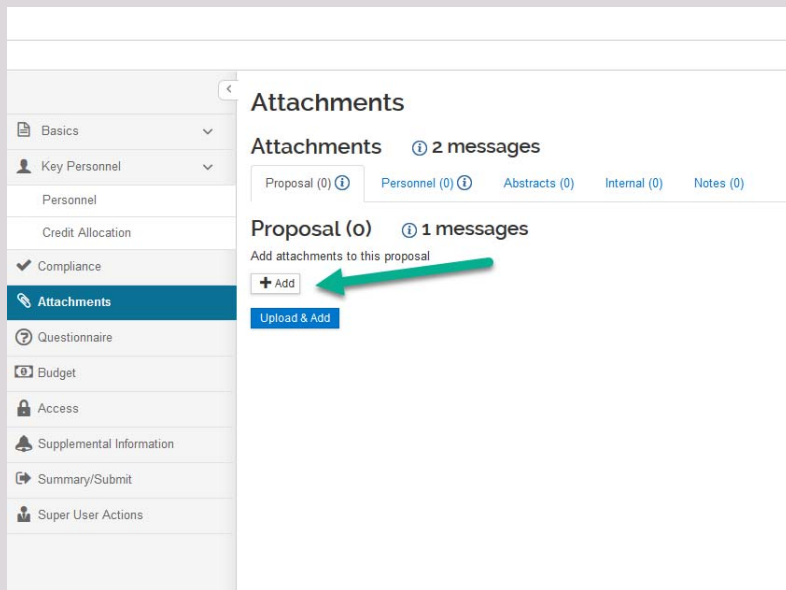 Basics
Key Personnel
Personnel
Credit Allocation
Compliance
Attachments
Questionnaire
Budget
Access
Supplemental Information
Summary/Submit
Super User Actions
Attachments
Attachments 2 messages
Proposal (0) Personnel (0) Abstracts (0) Internal (0) Notes (0)
Proposal (0) 1 messages
Add attachments to this proposal
+ Add
Upload & Add